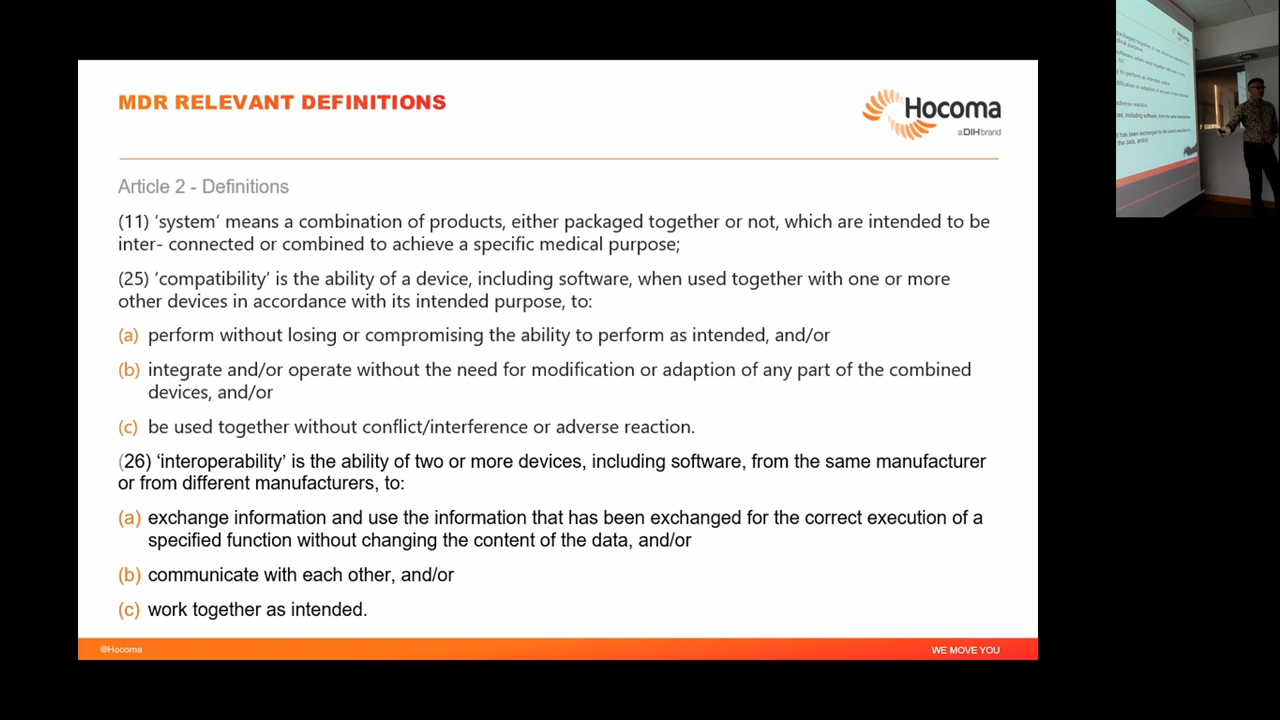 MDR RELEVANT DEFINITIONS
Hocoma
a DIH brand
Article 2 - Definitions
(11) ‘system’ means a combination of products, either packaged together or not, which are intended to be
inter- connected or combined to achieve a specific medical purpose;
(25) ‘compatibility’ is the ability of a device, including software, when used together with one or more
other devices in accordance with its intended purpose, to:
(a) perform without losing or compromising the ability to perform as intended, and/or
(b) integrate and/or operate without the need for modification or adaption of any part of the combined
devices, and/or
(c) be used together without conflict/interference or adverse reaction.
(26) ‘interoperability’ is the ability of two or more devices, including software, from the same manufacturer
or from different manufacturers, to:
(a) exchange information and use the information that has been exchanged for the correct execution of a
specified function without changing the content of the data, and/or
(b) communicate with each other, and/or
(c) work together as intended.
©Hocoma
WE MOVE YOU